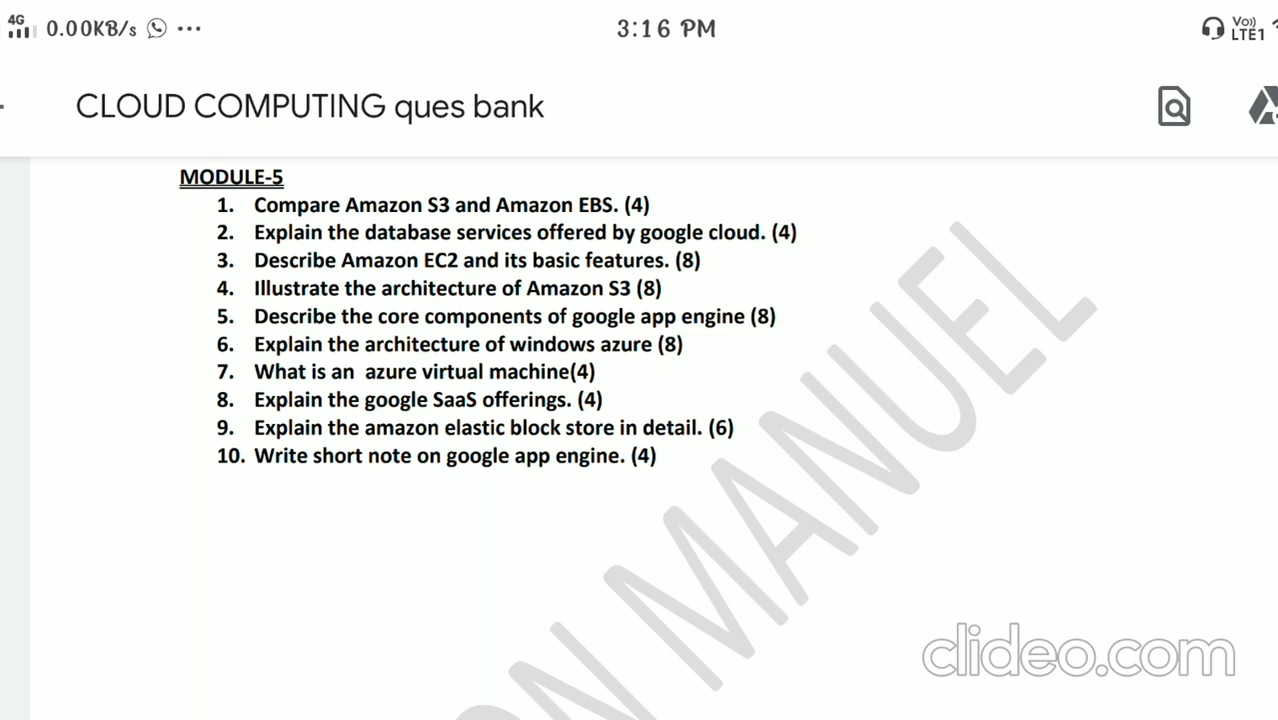 4G 0.00KB/s ... 3:16 PM Vo)) LTE1
CLOUD COMPUTING ques bank
MODULE-5
1. Compare Amazon S3 and Amazon EBS. (4)
2. Explain the database services offered by google cloud. (4)
3. Describe Amazon EC2 and its basic features. (8)
4. Illustrate the architecture of Amazon S3 (8)
5. Describe the core components of google app engine (8)
6. Explain the architecture of windows azure (8)
7. What is an azure virtual machine(4)
8. Explain the google SaaS offerings. (4)
9. Explain the amazon elastic block store in detail. (6)
10. Write short note on google app engine. (4)
ON MANUEL
clideo.com